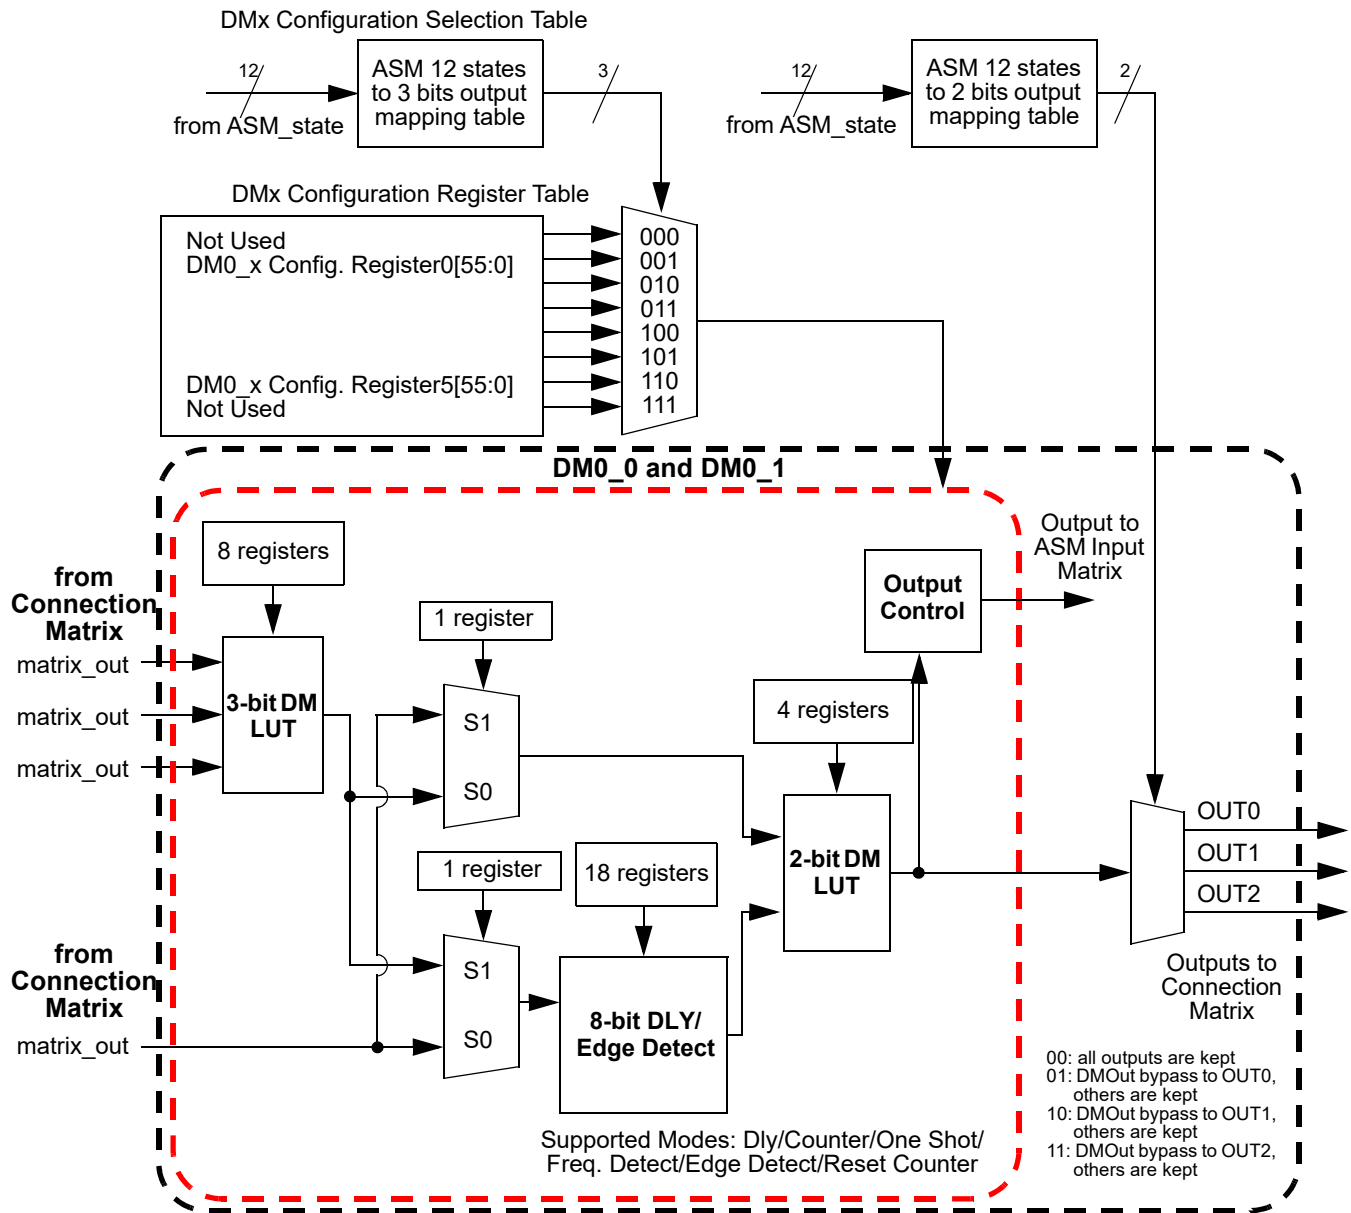 DMx Configuration Selection Table
12
ASM 12 states
to 3 bits output
mapping table
3
from ASM_state
12
ASM 12 states
to 2 bits output
mapping table
2
from ASM_state
DMx Configuration Register Table
Not Used
DM0_x Config. Register0[55:0]
DM0_x Config. Register5[55:0]
Not Used
000
001
010
011
100
101
110
111
DM0_0 and DM0_1
8 registers
from
Connection
Matrix
matrix_out
matrix_out
matrix_out
3-bit DM
LUT
1 register
S1
S0
Output
Control
Output to
ASM Input
Matrix
4 registers
2-bit DM
LUT
1 register
18 registers
S1
S0
8-bit DLY/
Edge Detect
from
Connection
Matrix
matrix_out
OUT0
OUT1
OUT2
Outputs to
Connection
Matrix
00: all outputs are kept
01: DMOut bypass to OUT0,
others are kept
10: DMOut bypass to OUT1,
others are kept
11: DMOut bypass to OUT2,
others are kept
Supported Modes: Dly/Counter/One Shot/
Freq. Detect/Edge Detect/Reset Counter